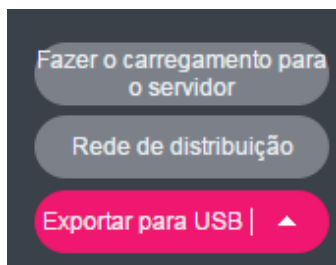 Fazer o carregamento para
o servidor
Rede de distribuição
Exportar para USB